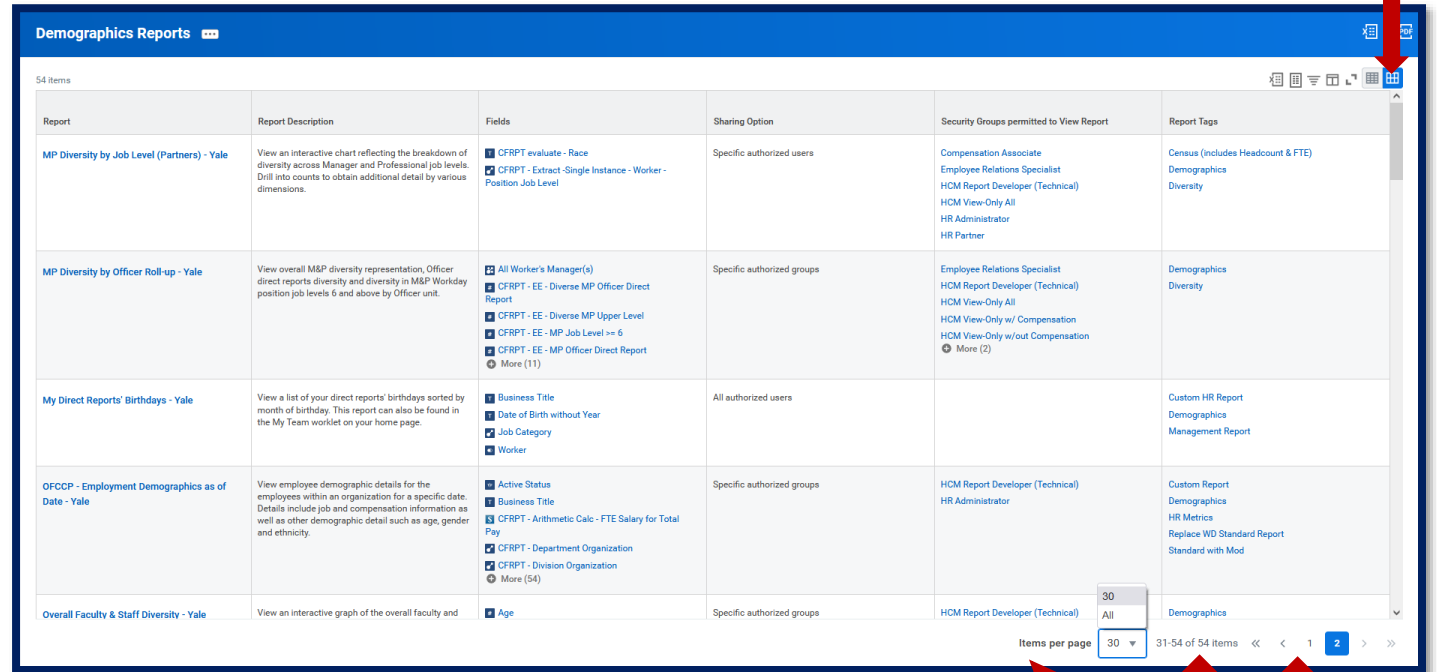 Demographics Reports
PDF
54 items
Report
Report Description
Fields
Sharing Option
Security Groups permitted to View Report
Report Tags
MP Diversity by Job Level (Partners) - Yale
View an interactive chart reflecting the breakdown of
diversity across Manager and Professional job levels.
Drill into counts to obtain additional detail by various
dimensions.
CFRPT evaluate - Race
CFRPT - Extract -Single Instance - Worker -
Position Job Level
Specific authorized users
Compensation Associate
Employee Relations Specialist
HCM Report Developer (Technical)
HCM View-Only All
HR Administrator
HR Partner
Census (includes Headcount & FTE)
Demographics
Diversity
MP Diversity by Officer Roll-up - Yale
View overall M&P diversity representation, Officer
direct reports diversity and diversity in M&P Workday
position job levels 6 and above by Officer unit.
All Worker's Manager(s)
CFRPT - EE - Diverse MP Officer Direct
Report
CFRPT - EE - Diverse MP Upper Level
CFRPT - EE - MP Job Level >= 6
CFRPT - EE - MP Officer Direct Report
More (11)
Specific authorized groups
Employee Relations Specialist
HCM Report Developer (Technical)
HCM View-Only All
HCM View-Only w/ Compensation
HCM View-Only w/out Compensation
More (2)
Demographics
Diversity
My Direct Reports' Birthdays - Yale
View a list of your direct reports' birthdays sorted by
month of birthday. This report can also be found in
the My Team worklet on your home page.
Business Title
Date of Birth without Year
Job Category
Worker
All authorized users
Custom HR Report
Demographics
Management Report
OFCCP - Employment Demographics as of
Date - Yale
View employee demographic details for the
employees within an organization for a specific date.
Details include job and compensation information as
well as other demographic detail such as age, gender
and ethnicity.
Active Status
Business Title
CFRPT - Arithmetic Calc - FTE Salary for Total
Pay
CFRPT - Department Organization
CFRPT - Division Organization
More (54)
Specific authorized groups
HCM Report Developer (Technical)
HR Administrator
Custom Report
Demographics
HR Metrics
Replace WD Standard Report
Standard with Mod
Overall Faculty & Staff Diversity - Yale
View an interactive graph of the overall faculty and
Age
Specific authorized groups
HCM Report Developer (Technical)
Demographics
30
All
Items per page 30 31-54 of 54 items 1 2